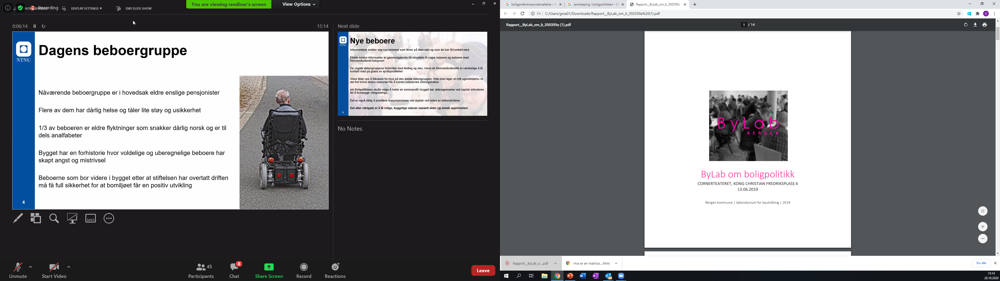 Recording
DISPLAY SETTINGS ▾
END SLIDE SHOW
You are viewing randinar's screen
View Options
0:06:14
15:14
Next slide
NTNU
Dagens beboergruppe
Nåværende beboergruppe er i hovedsak eldre enslige pensjonister
Flere av dem har dårlig helse og tåler lite støy og usikkerhet
1/3 av beboeren er eldre flyktninger som snakker dårlig norsk og er til
dels analfabeter
Bygget har en forhistorie hvor voldelige og uberegnelige beboere har
skapt angst og mistrivsel
Beboerne som bor videre i bygget etter at stiftelsen har overtatt driften
må få full sikkerhet for at bomiljøet får en positiv utvikling
4
NTNU
Nye beboere
Informantene ønsker seg nye beboere som likner på dem selv og som de kan få kontakt med
Etnisk norske informanter er gjennomgående litt skeptiske til yngre beboere og beboere med
fremmedkulturell bakgrunn
De yngste aldersgruppene forbindes med festing og støy, mens de fremmedkulturelle er vanskelige å få
kontakt med på grunn av språkproblemer.
Visse farer ved å fokusere for mye på den eldste aldersgruppen. Hvis man lager et nytt «gamlehjem» vil
det fort kreve ekstra ressurser for å ivareta beboernes omsorgsbehov
om Boligstiftelsen skulle velge å holde en seniorprofil i bygget bør aldersgrensene ved opptak diskuteres
for å forebygge «forgubbing».
Det er også viktig å prioritere ressurspersoner ved opptak ved siden av behovskriterer
Det aller viktigste er å få rolige, hyggelige naboer uansett alder og etnisk opprinnelse!
5
No Notes.
Unmute
Start Video
45
Participants
8
Chat
Share Screen
Record
Reactions
Leave
boligpreferanseundersøkelse – G
samskaping i boligpolitikken - G
Rapport__ByLab_om_b_350359a
Fil
C:/Users/grsa01/Downloads/Rapport__ByLab_om_b_350359a%20(1).pdf
G
Rapport__ByLab_om_b_350359a (1).pdf
1 / 14
ByLab
BERGEN
ByLab om boligpolitikk
CORNERTEATERET, KONG CHRISTIAN FREDRIKSPLASS 4
13.06.2019
Bergen kommune | laboratorium for byutvikling | 2019
Rapport__ByLab_o....pdf
Hva er en matrise....html
Vis alle
15:14
28.10.2020